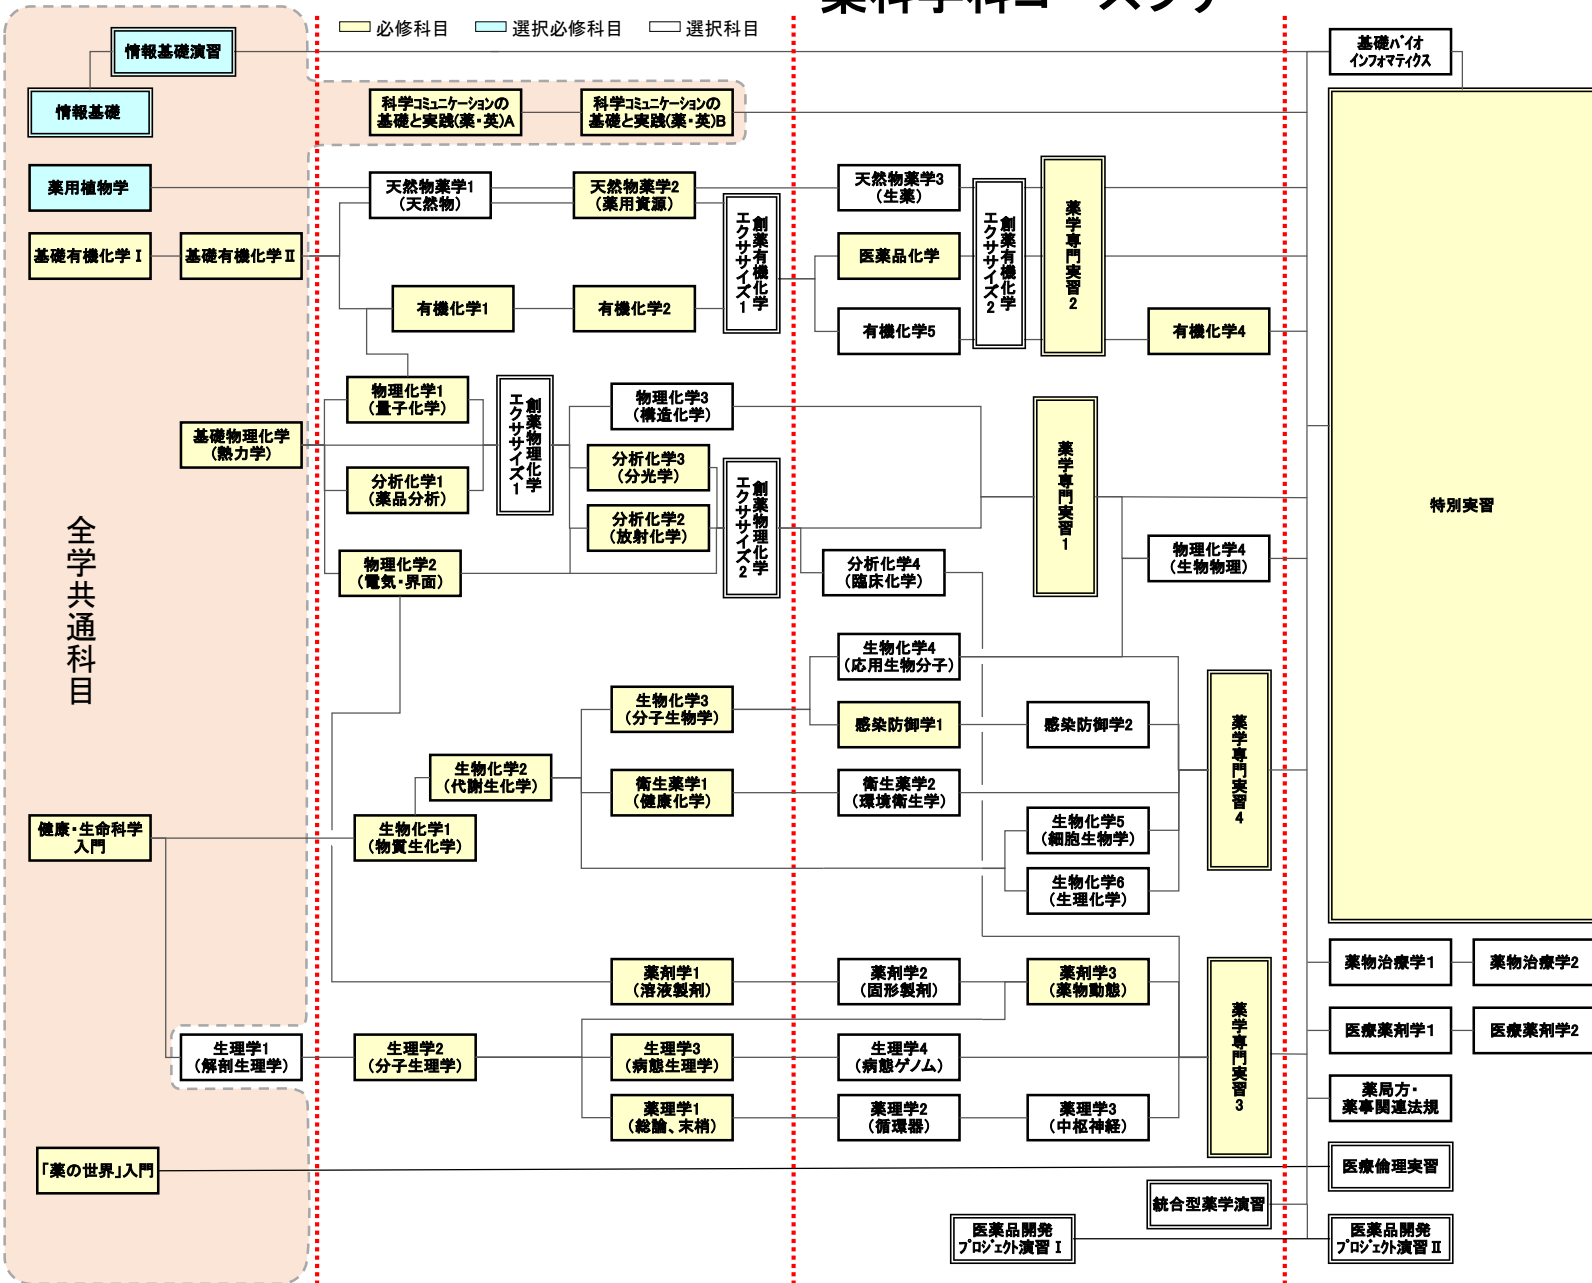 薬科学科コースツリー
必修科目
選択必修科目
選択科目
情報基礎演習
情報基礎
薬用植物学
基礎有機化学Ⅰ
基礎有機化学Ⅱ
基礎物理化学
(熱力学)
全学共通科目
健康・生命科学
入門
生理学1
(解剖生理学)
「薬の世界」入門
科学コミュニケーションの
基礎と実践(薬・英)A
科学コミュニケーションの
基礎と実践(薬・英)B
天然物薬学1
(天然物)
天然物薬学2
(薬用資源)
有機化学1
有機化学2
創薬有機化学
エクササイズ1
物理化学1
(量子化学)
分析化学1
(薬品分析)
創薬物理化学
エクササイズ1
物理化学3
(構造化学)
分析化学3
(分光学)
分析化学2
(放射化学)
創薬物理化学
エクササイズ2
物理化学2
(電気・界面)
生物化学3
(分子生物学)
生物化学2
(代謝生化学)
衛生薬学1
(健康化学)
生物化学1
(物質生化学)
薬剤学1
(溶液製剤)
生理学2
(分子生理学)
生理学3
(病態生理学)
薬理学1
(総論、末梢)
天然物薬学3
(生薬)
医薬品化学
有機化学5
創薬有機化学
エクササイズ2
薬学専門実習2
有機化学4
薬学専門実習1
物理化学4
(生物物理)
分析化学4
(臨床化学)
生物化学4
(応用生物分子)
感染防御学1
感染防御学2
衛生薬学2
(環境衛生学)
生物化学5
(細胞生物学)
生物化学6
(生理化学)
薬学専門実習4
薬剤学2
(固形製剤)
薬剤学3
(薬物動態)
生理学4
(病態ゲノム)
薬理学2
(循環器)
薬理学3
(中枢神経)
薬学専門実習3
統合型薬学演習
医薬品開発
プロジェクト演習Ⅰ
基礎バイオ
インフォマティクス
特別実習
薬物治療学1
薬物治療学2
医療薬剤学1
医療薬剤学2
薬局方・
薬事関連法規
医療倫理実習
医薬品開発
プロジェクト演習Ⅱ